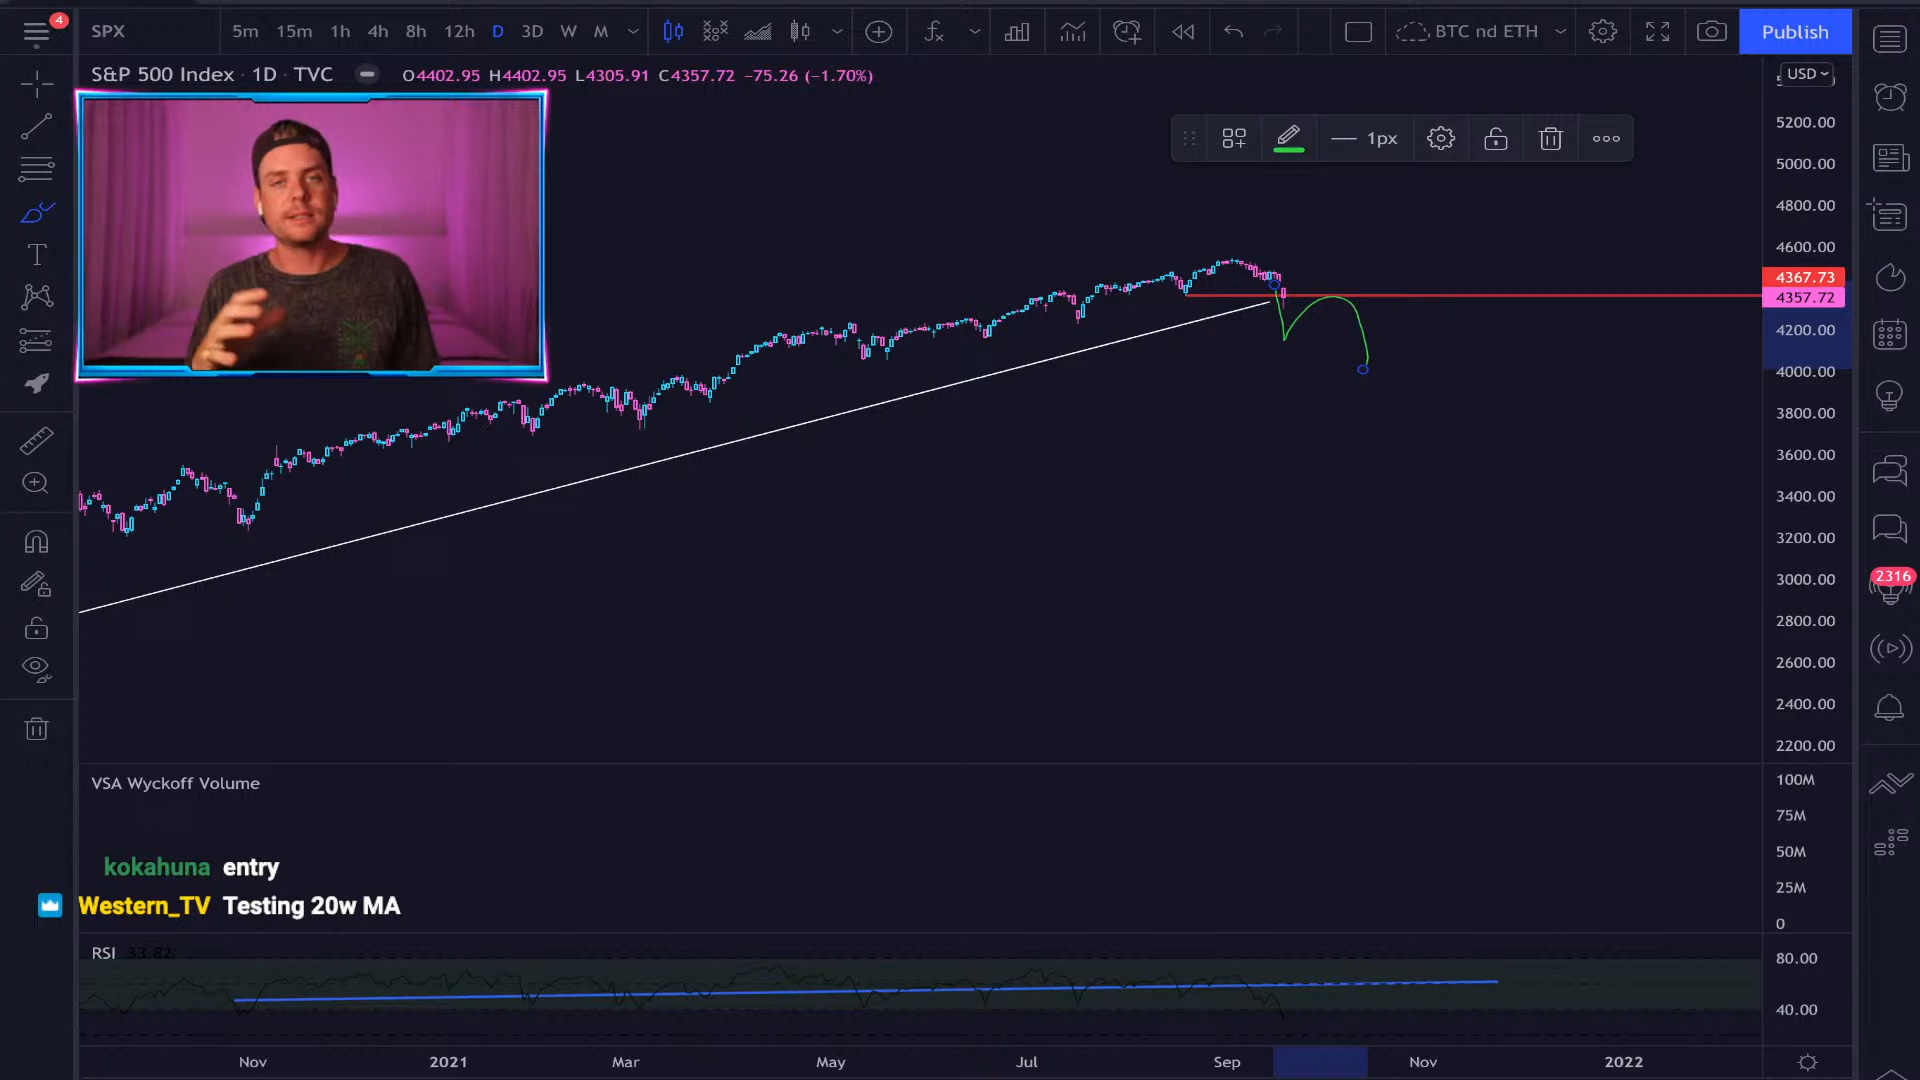 4
SPX
5m 15m 1h 4h 8h 12h D 3D W M
BTC nd ETH
Publish
S&P 500 Index · 1D · TVC
O4402.95 H4402.95 L4305.91 C4357.72 −75.26 (−1.70%)
USD
1px
5200.00
5000.00
4800.00
4600.00
4367.73
4357.72
4200.00
4000.00
3800.00
3600.00
3400.00
3200.00
3000.00
2800.00
2600.00
2400.00
2200.00
2316
VSA Wyckoff Volume
100M
75M
50M
25M
0
kokahuna entry
Western_TV Testing 20w MA
RSI 33.82
80.00
40.00
Nov 2021 Mar May Jul Sep Nov 2022